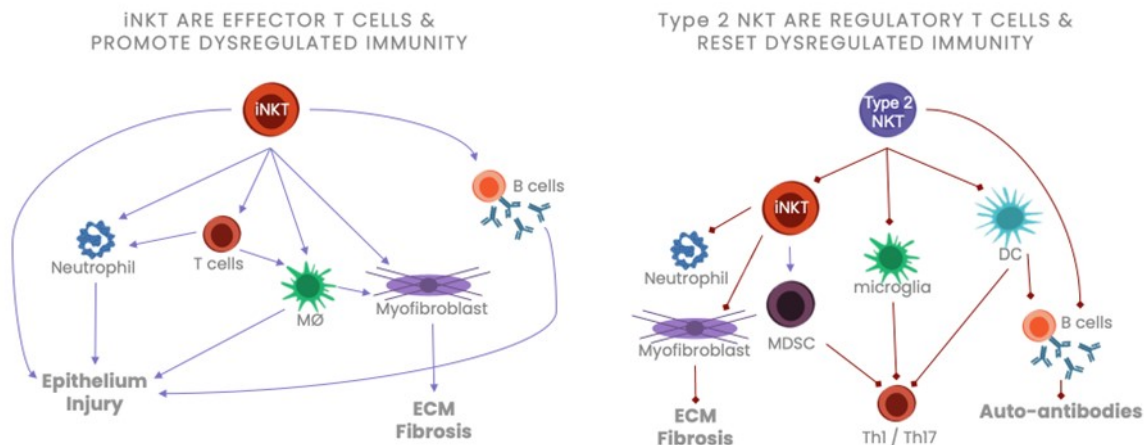 iNKT ARE EFFECTOR T CELLS &
PROMOTE DYSREGULATED IMMUNITY
iNKT
B cells
Neutrophil
T cells
MØ
Myofibroblast
Epithelium
Injury
ECM
Fibrosis
Type 2 NKT ARE REGULATORY T CELLS &
RESET DYSREGULATED IMMUNITY
Type 2
NKT
iNKT
Neutrophil
DC
microglia
Myofibroblast
MDSC
B cells
ECM
Fibrosis
Th1 / Th17
Auto-antibodies